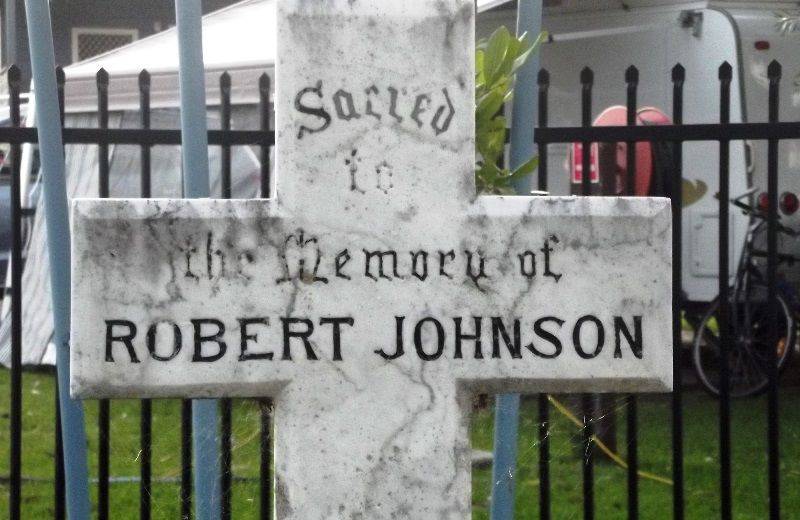 Sacred
to
the Memory of
ROBERT JOHNSON